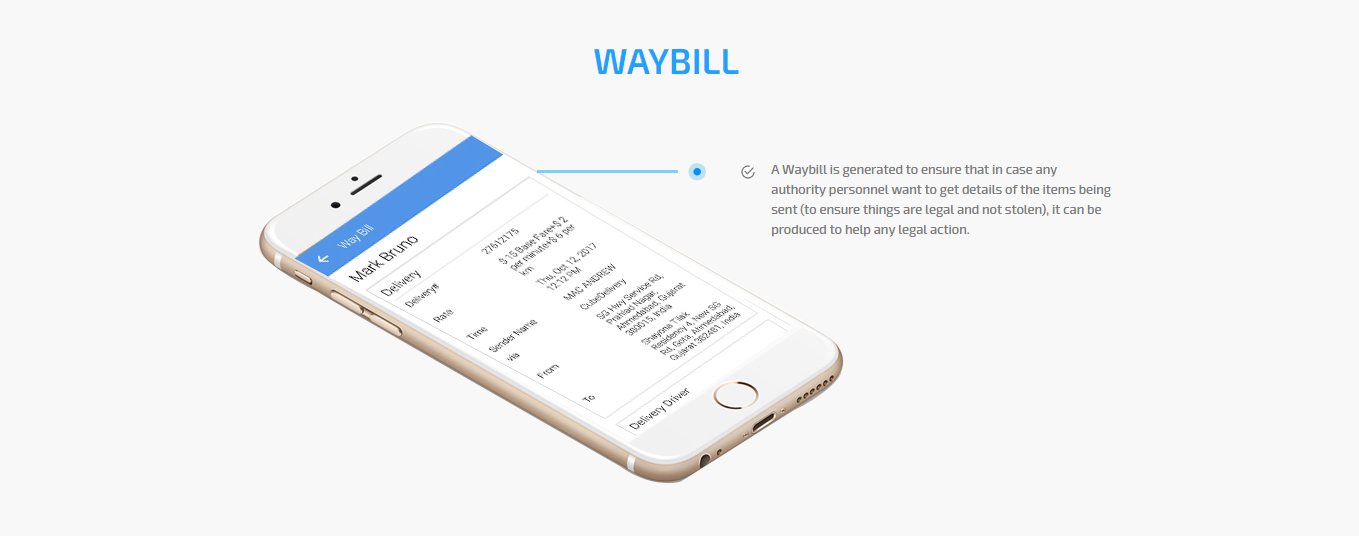 WAYBILL
A Waybill is generated to ensure that in case any
authority personnel want to get details of the items being
sent (to ensure things are legal and not stolen), it can be
produced to help any legal action.
Way Bill
Mark Bruno
Delivery
Delivery# 27612175
Rate $ 15 Base Fare+$ 2
per minute+$ 6 per
km
Time Thu, Oct 12, 2017
12:12 PM
Sender Name MAC ANDREW
via CubeDelivery
From SG Hwy Service Rd,
Prahlad Nagar,
Ahmedabad, Gujarat
380015, India
To Shayona Tilak
Residency 4, New SG
Rd, Gota, Ahmedabad,
Gujarat 382481, India
Delivery Driver